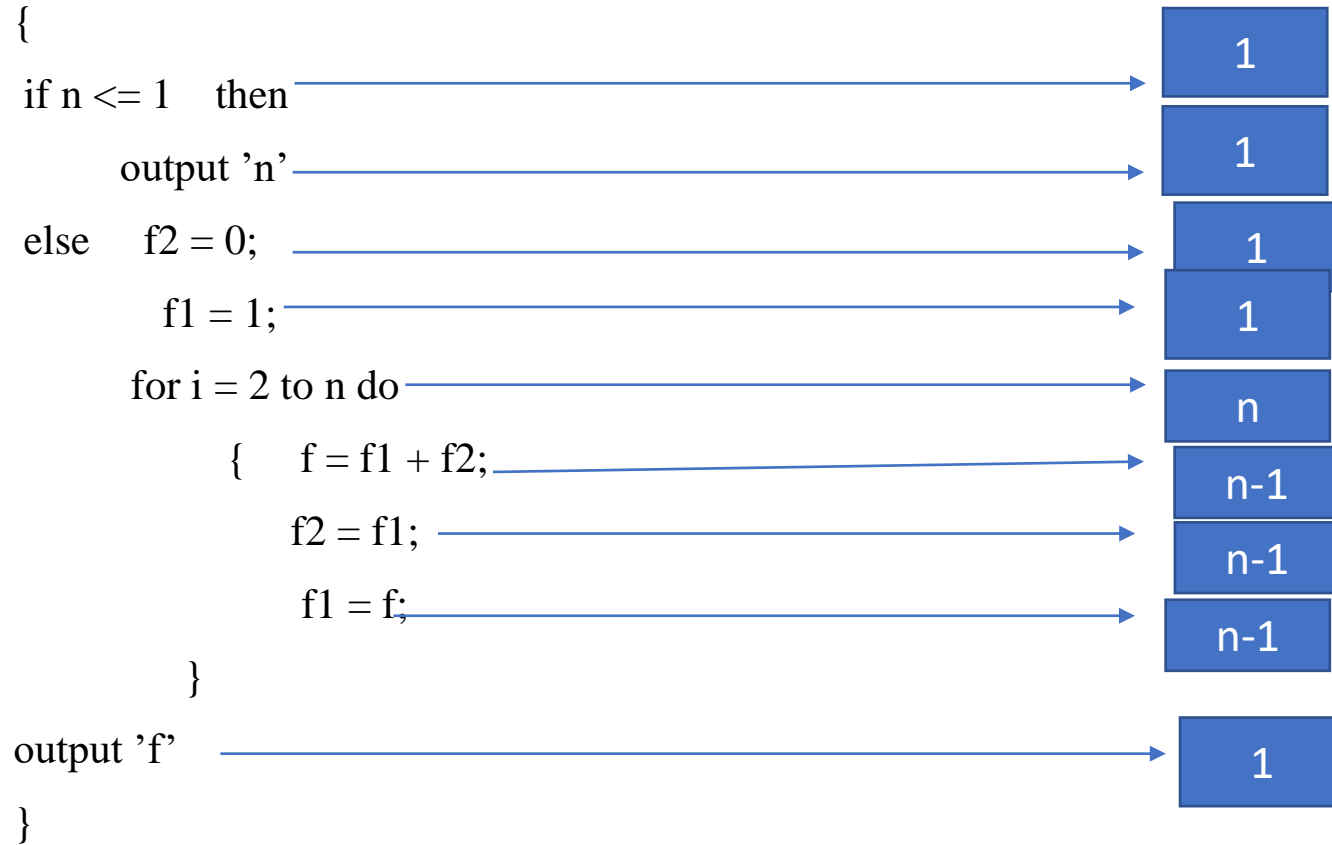 { 1
if n <= 1 then 1
output ’n’ 1
else f2 = 0; 1
f1 = 1; 1
for i = 2 to n do n
{ f = f1 + f2; n-1
f2 = f1; n-1
f1 = f; n-1
}
output ’f’ 1
}